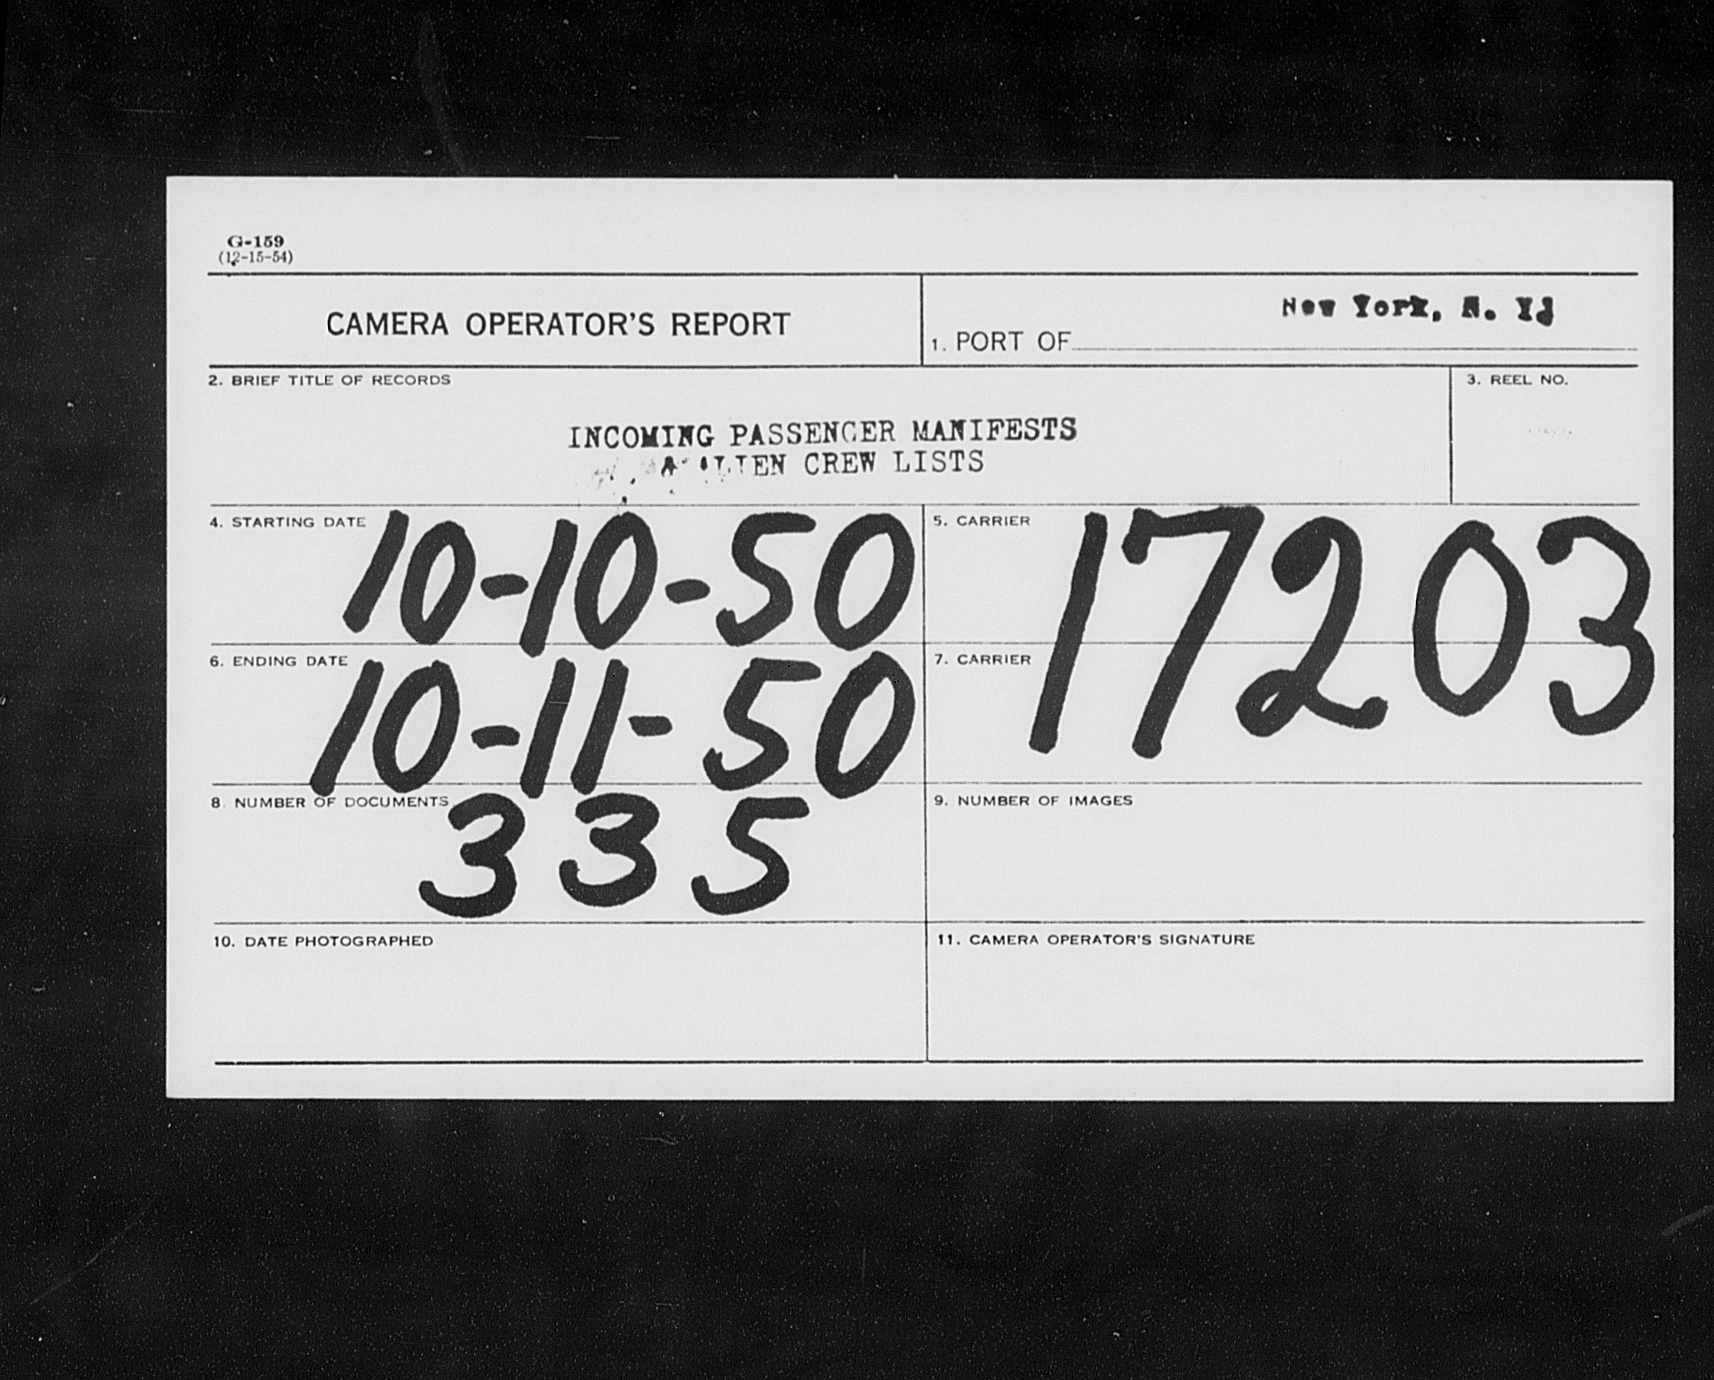 G-159
(12-15-54)
CAMERA OPERATOR'S REPORT
1. PORT OF
New York, N. Y.
2. BRIEF TITLE OF RECORDS
3. REEL NO.
INCOMING PASSENGER MANIFESTS
ALIEN CREW LISTS
4. STARTING DATE
10-10-50
5. CARRIER
17203
6. ENDING DATE
10-11-50
7. CARRIER
8. NUMBER OF DOCUMENTS
335
9. NUMBER OF IMAGES
10. DATE PHOTOGRAPHED
11. CAMERA OPERATOR'S SIGNATURE